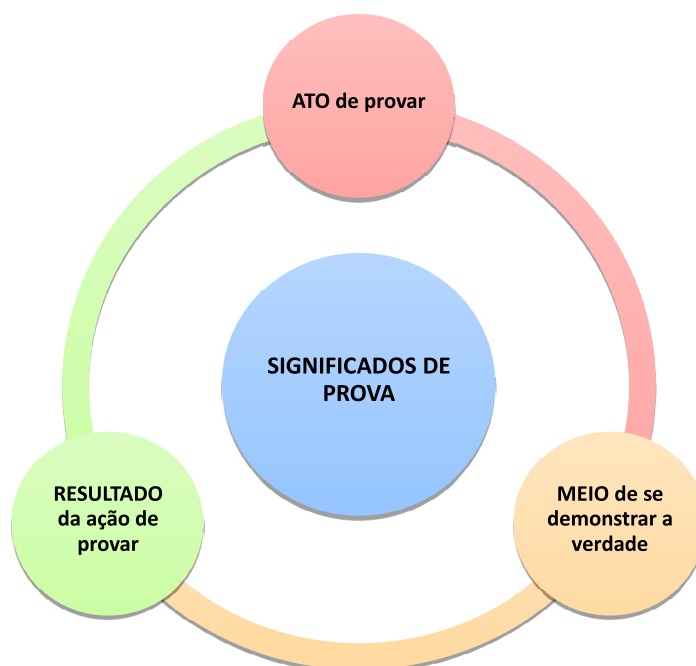 ATO de provar
SIGNIFICADOS DE
PROVA
RESULTADO
da ação de
provar
MEIO de se
demonstrar a
verdade